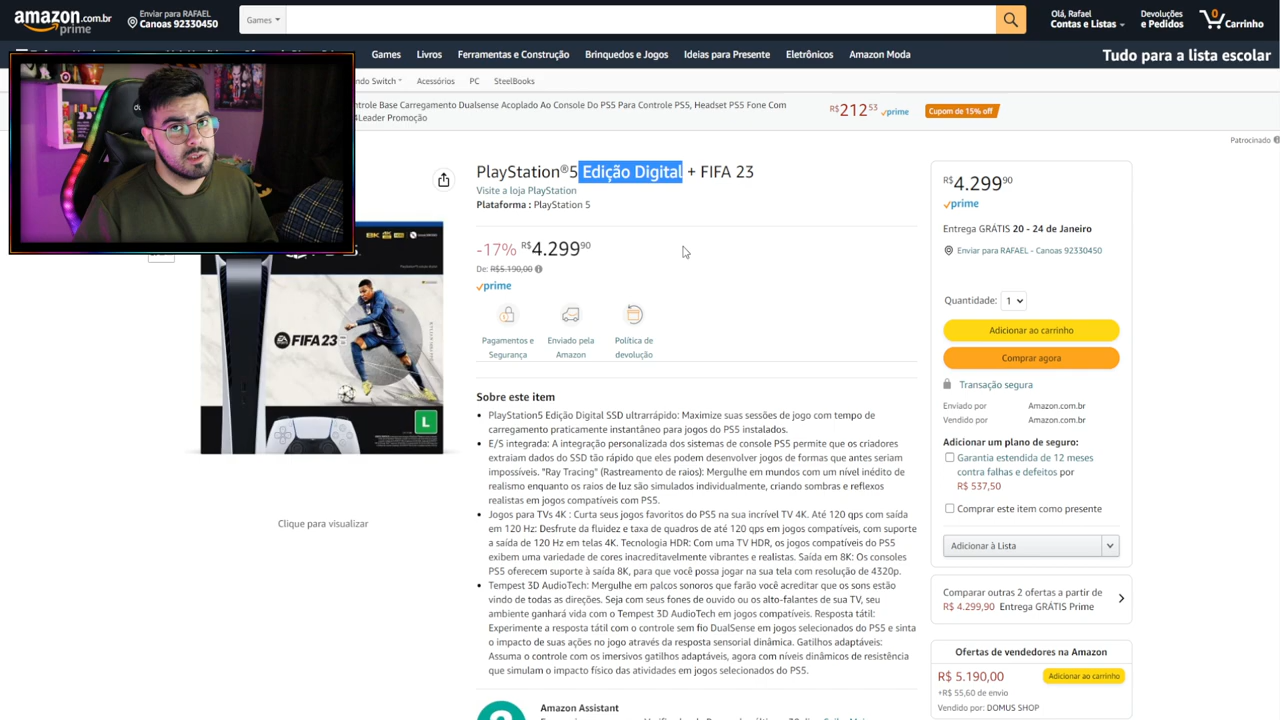 amazon.com.br
prime
Enviar para RAFAEL
Canoas 92330450
Games
Olá, Rafael
Contas e Listas
Devoluções
e Pedidos
0
Carrinho
Games
Livros
Ferramentas e Construção
Brinquedos e Jogos
Ideias para Presente
Eletrônicos
Amazon Moda
Tudo para a lista escolar
ndo Switch
Acessórios
PC
SteelBooks
ntrole Base Carregamento Dualsense Acoplado Ao Console Do PS5 Para Controle PS5, Headset PS5 Fone Com
4Leader Promoção
R$212 53
prime
Cupom de 15% off
Patrocinado
PlayStation®5 Edição Digital + FIFA 23
Visite a loja PlayStation
Plataforma : PlayStation 5
-17% R$4.299 90
De: R$5.190,00
prime
Pagamentos e
Segurança
Enviado pela
Amazon
Política de
devolução
8K
FIFA 23
L
Clique para visualizar
Sobre este item
PlayStation5 Edição Digital SSD ultrarrápido: Maximize suas sessões de jogo com tempo de
carregamento praticamente instantâneo para jogos do PS5 instalados.
E/S integrada: A integração personalizada dos sistemas de console PS5 permite que os criadores
extraiam dados do SSD tão rápido que eles podem desenvolver jogos de formas que antes seriam
impossíveis. "Ray Tracing" (Rastreamento de raios): Mergulhe em mundos com um nível inédito de
realismo enquanto os raios de luz são simulados individualmente, criando sombras e reflexos
realistas em jogos compatíveis com PS5.
Jogos para TVs 4K : Curta seus jogos favoritos do PS5 na sua incrível TV 4K. Até 120 qps com saída
em 120 Hz: Desfrute da fluidez e taxa de quadros de até 120 qps em jogos compatíveis, com suporte
a saída de 120 Hz em telas 4K. Tecnologia HDR: Com uma TV HDR, os jogos compatíveis do PS5
exibem uma variedade de cores inacreditavelmente vibrantes e realistas. Saída em 8K: Os consoles
PS5 oferecem suporte à saída 8K, para que você possa jogar na sua tela com resolução de 4320p.
Tempest 3D AudioTech: Mergulhe em palcos sonoros que farão você acreditar que os sons estão
vindo de todas as direções. Seja com seus fones de ouvido ou os alto-falantes de sua TV, seu
ambiente ganhará vida com o Tempest 3D AudioTech em jogos compatíveis. Resposta tátil:
Experimente a resposta tátil com o controle sem fio DualSense em jogos selecionados do PS5 e sinta
o impacto de suas ações no jogo através da resposta sensorial dinâmica. Gatilhos adaptáveis:
Assuma o controle com os imersivos gatilhos adaptáveis, agora com níveis dinâmicos de resistência
que simulam o impacto físico das atividades em jogos selecionados do PS5.
Amazon Assistant
R$4.299 90
prime
Entrega GRÁTIS 20 - 24 de Janeiro
Enviar para RAFAEL - Canoas 92330450
Quantidade: 1
Adicionar ao carrinho
Comprar agora
Transação segura
Enviado por Amazon.com.br
Vendido por Amazon.com.br
Adicionar um plano de seguro:
Garantia estendida de 12 meses
contra falhas e defeitos por
R$ 537,50
Comprar este item como presente
Adicionar à Lista
Comparar outras 2 ofertas a partir de
R$ 4.299,90 Entrega GRÁTIS Prime
Ofertas de vendedores na Amazon
R$ 5.190,00
Adicionar ao carrinho
+R$ 55,60 de envio
Vendido por: DOMUS SHOP